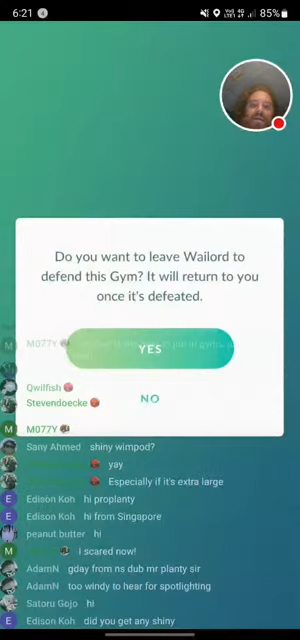 6:21
85%
Do you want to leave Wailord to
defend this Gym? It will return to you
once it's defeated.
M077Y
YES
Qwilfish
NO
Stevendoecke
M077Y
Sany Ahmed shiny wimpod?
yay
Especially if it's extra large
E Edison Koh hi proplanty
E Edison Koh hi from Singapore
peanut butter hi
M I scared now!
AdamN gday from ns dub mr planty sir
AdamN too windy to hear for spotlighting
Satoru Gojo hi
E Edison Koh did you get any shiny